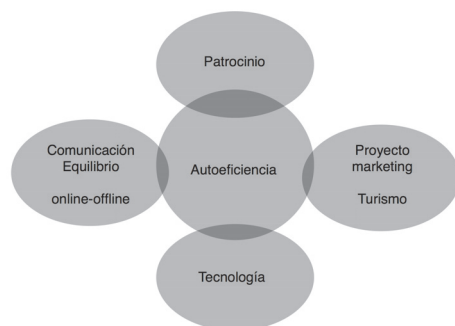 Patrocinio
Comunicación
Equilibrio
online-offline
Autoeficiencia
Proyecto
marketing
Turismo
Tecnología